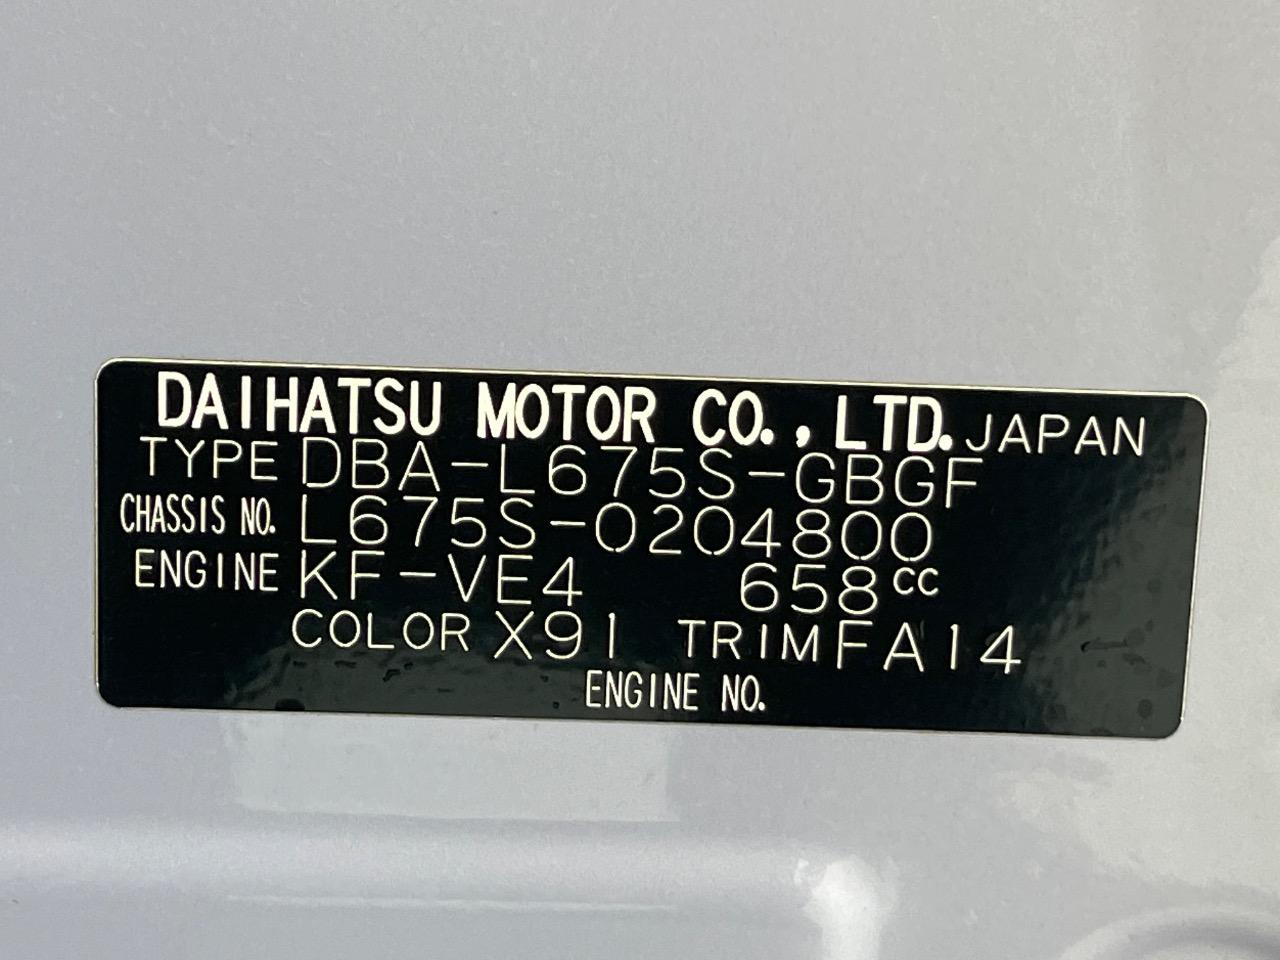 DAIHATSU MOTOR CO., LTD. JAPAN
TYPE DBA-L675S-GBGF
CHASSIS NO. L675S-0204800
ENGINE KF-VE4 658cc
COLOR X91 TRIM FA14
ENGINE NO.